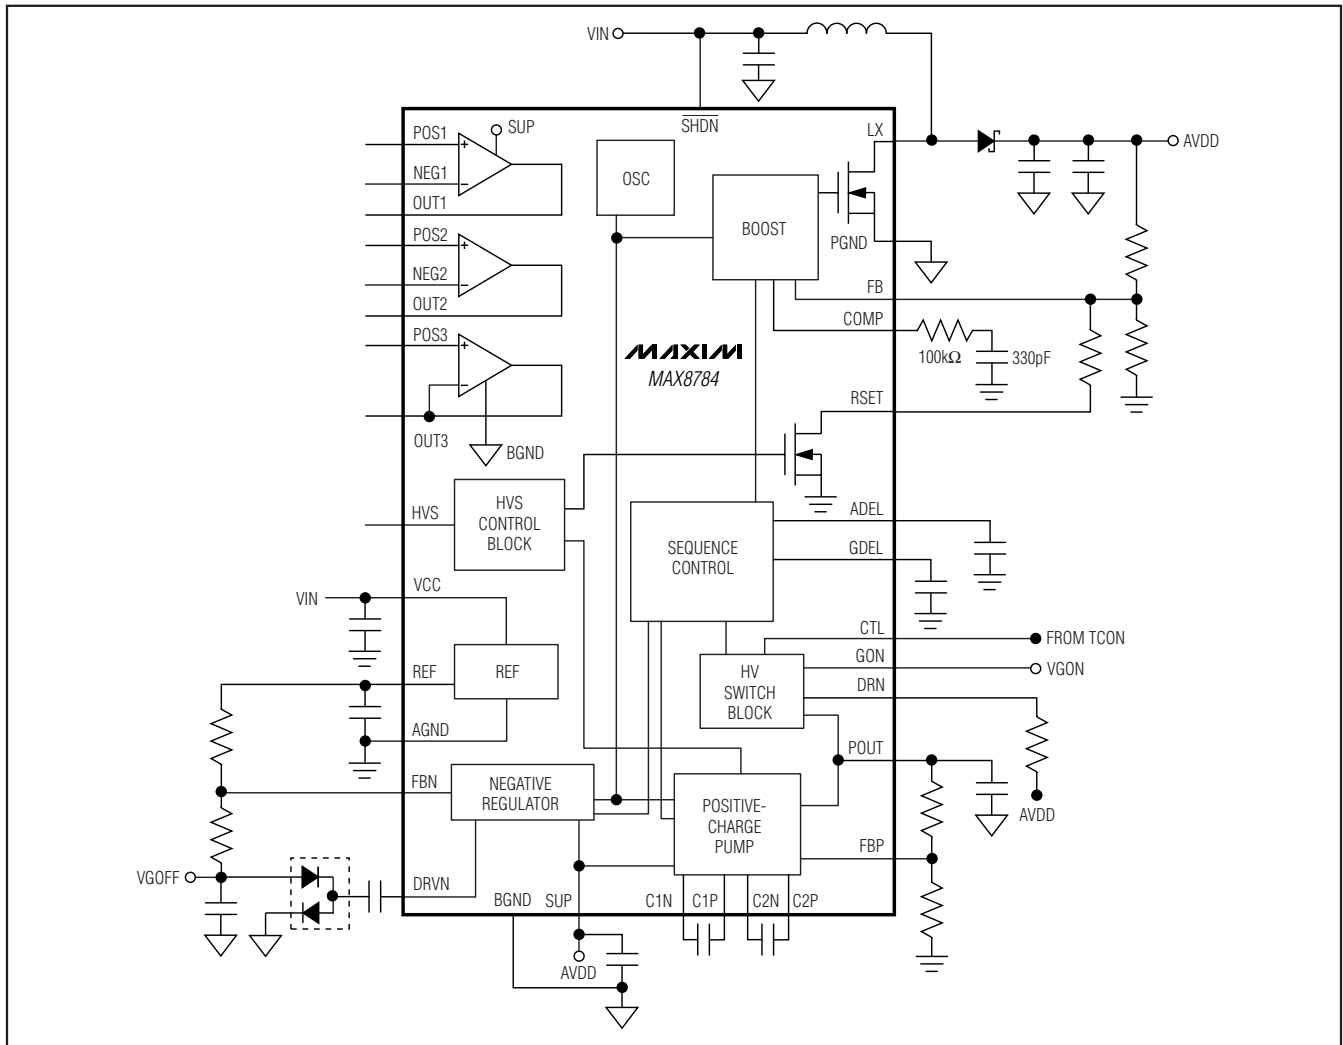 VIN
SHDN
LX
AVDD
POS1
SUP
NEG1
OUT1
OSC
BOOST
PGND
POS2
NEG2
OUT2
FB
COMP
100kΩ
330pF
POS3
MAXIM
MAX8784
OUT3
BGND
RSET
HVS
HVS
CONTROL
BLOCK
SEQUENCE
CONTROL
ADEL
GDEL
VIN
VCC
CTL
FROM TCON
GON
VGON
DRN
REF
REF
HV
SWITCH
BLOCK
AGND
POUT
AVDD
FBN
NEGATIVE
REGULATOR
POSITIVE-
CHARGE
PUMP
FBP
VGOFF
DRVN
BGND
SUP
C1N
C1P
C2N
C2P
AVDD